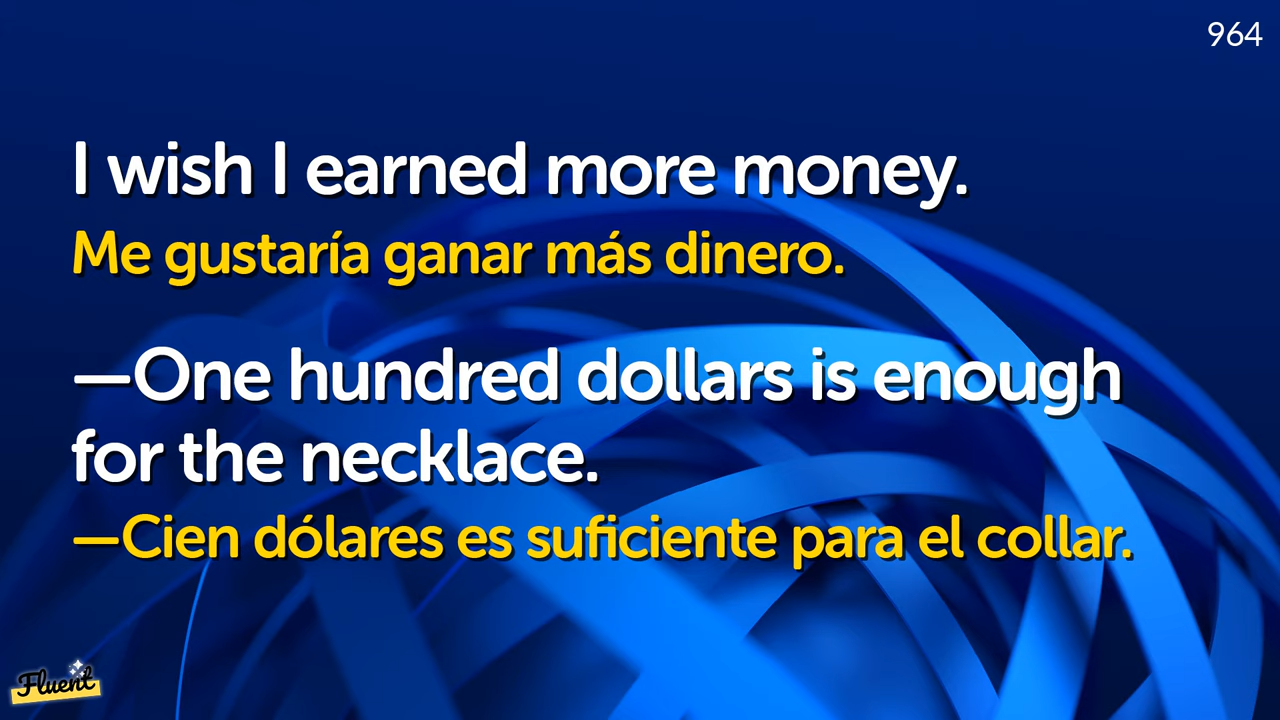 964
I wish I earned more money.
Me gustaría ganar más dinero.
—One hundred dollars is enough
for the necklace.
—Cien dólares es suficiente para el collar.
Fluent